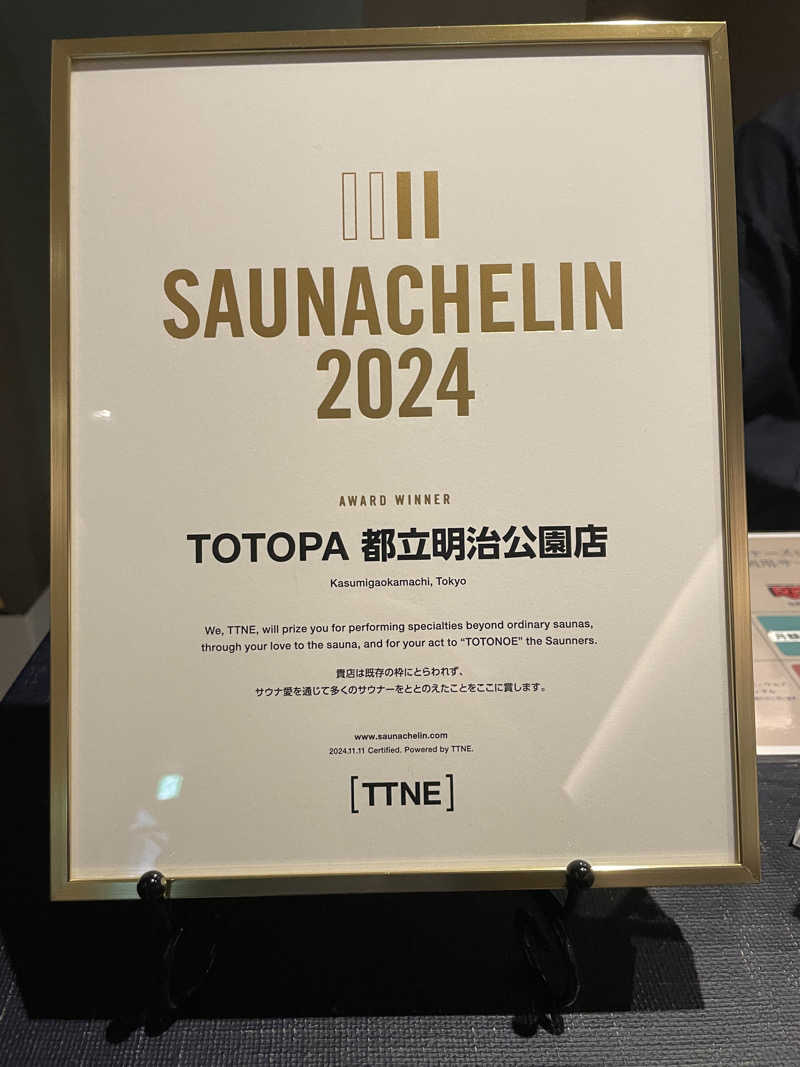 SAUNACHELIN
2024
AWARD WINNER
TOTOPA 都立明治公園店
Kasumigaokamachi, Tokyo
We, TTNE, will prize you for performing specialties beyond ordinary saunas,
through your love to the sauna, and for your act to “TOTONOE” the Saunners.
貴店は既存の枠にとらわれず、
サウナ愛を通じて多くのサウナーをととのえたことをここに賞します。
www.saunachelin.com
2024.11.11 Certified. Powered by TTNE.
[TTNE]